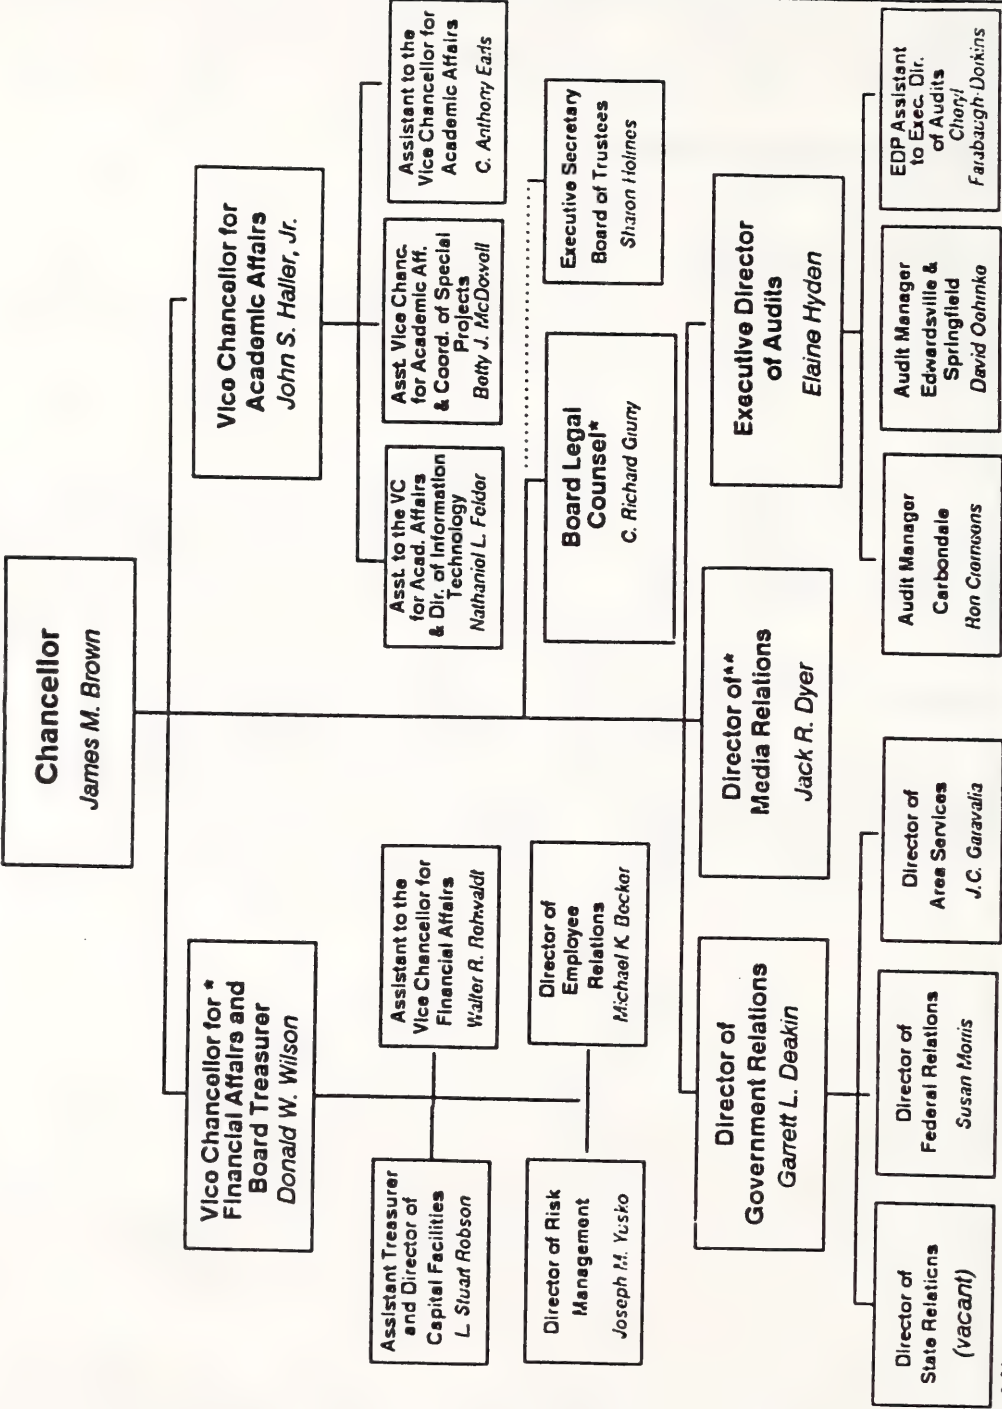 Chancellor
James M. Brown
Vice Chancellor for *
Financial Affairs and
Board Treasurer
Donald W. Wilson
Vice Chancellor for
Academic Affairs
John S. Haller, Jr.
Assistant Treasurer
and Director of
Capital Facilities
L. Stuart Robson
Assistant to the
Vice Chancellor for
Financial Affairs
Walter R. Rohwaldt
Asst. to the VC
for Acad. Affairs
& Dir. of Information
Technology
Nathaniel L. Feldor
Asst. Vice Chanc.
for Academic Aff.
& Coord. of Special
Projects
Betty J. McDowell
Assistant to the
Vice Chancellor for
Academic Affairs
C. Anthony Earls
Director of Risk
Management
Joseph M. Yusko
Director of
Employee
Relations
Michael K. Becker
Board Legal
Counsel*
C. Richard Gruny
Executive Secretary
Board of Trustees
Sharon Holmes
Director of
Government Relations
Garrett L. Deakin
Director of**
Media Relations
Jack R. Dyer
Executive Director
of Audits
Elaine Hyden
Director of
State Relations
(vacant)
Director of
Federal Relations
Susan Morris
Director of
Area Services
J.C. Garavalia
Audit Manager
Carbondale
Ron
Audit Manager
Edwardsville &
Springfield
David
EDP Assistant
to Exec. Dir.
of Audits
Cheryl
Farabaugh-Dorkins